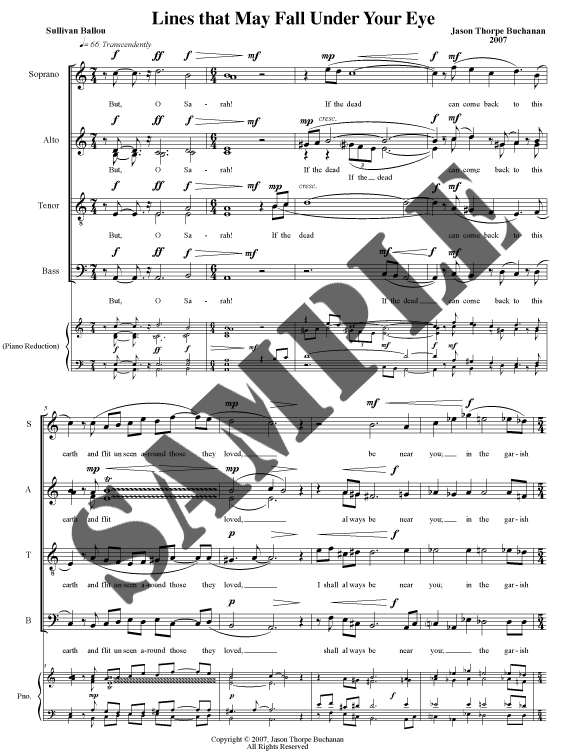 Lines that May Fall Under Your Eye
Sullivan Ballou
Jason Thorpe Buchanan
2007
♩= 66 Transcendently
f ff f mf mf f mf
Soprano
But, O Sa- rah! If the dead can come back to this
f ff f mf mp cresc. f mf
Alto
3
But, O Sa- rah! If the dead can come back to this
If the dead
f ff f mf mp cresc. mf
Tenor
But, O Sa- rah! If the dead can come back to this
f ff f mf mf f mf
Bass
But, O Sa- rah! If the dead can come back to this
(Piano Reduction)
SAMPLE
5
mp mf f
S
earth and flit un seen a-round those they loved, al ways be near you; in the gar-ish
mp tr f
A
earth and flit loved, al ways be near you; in the gar-ish
p f
T
earth and flit un seen a-round those they loved, I shall al ways be near you; in the gar-ish
p f
B
earth and flit un seen a-round those they loved, shall al ways be near you; in the gar-ish
Pno.
Copyright © 2007, Jason Thorpe Buchanan
All Rights Reserved